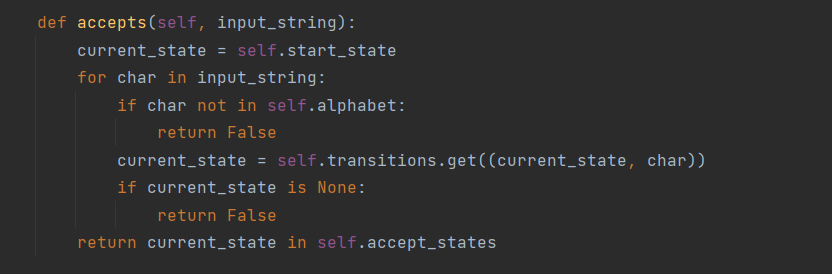 def accepts(self, input_string):
    current_state = self.start_state
    for char in input_string:
        if char not in self.alphabet:
            return False
        current_state = self.transitions.get((current_state, char))
        if current_state is None:
            return False
    return current_state in self.accept_states